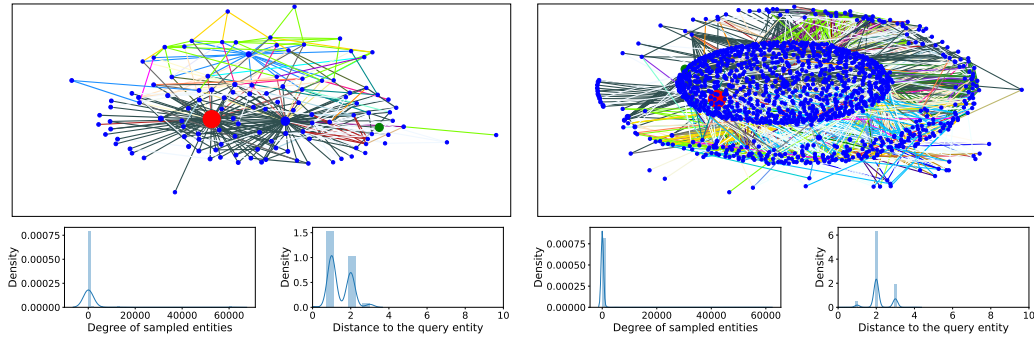 0.00075
0.00050
0.00025
0.00000
Density
0 20000 40000 60000
Degree of sampled entities
1.5
1.0
0.5
0.0
Density
0 2 4 6 8 10
Distance to the query entity
0.00075
0.00050
0.00025
0.00000
Density
0 20000 40000 60000
Degree of sampled entities
6
4
2
0
Density
0 2 4 6 8 10
Distance to the query entity